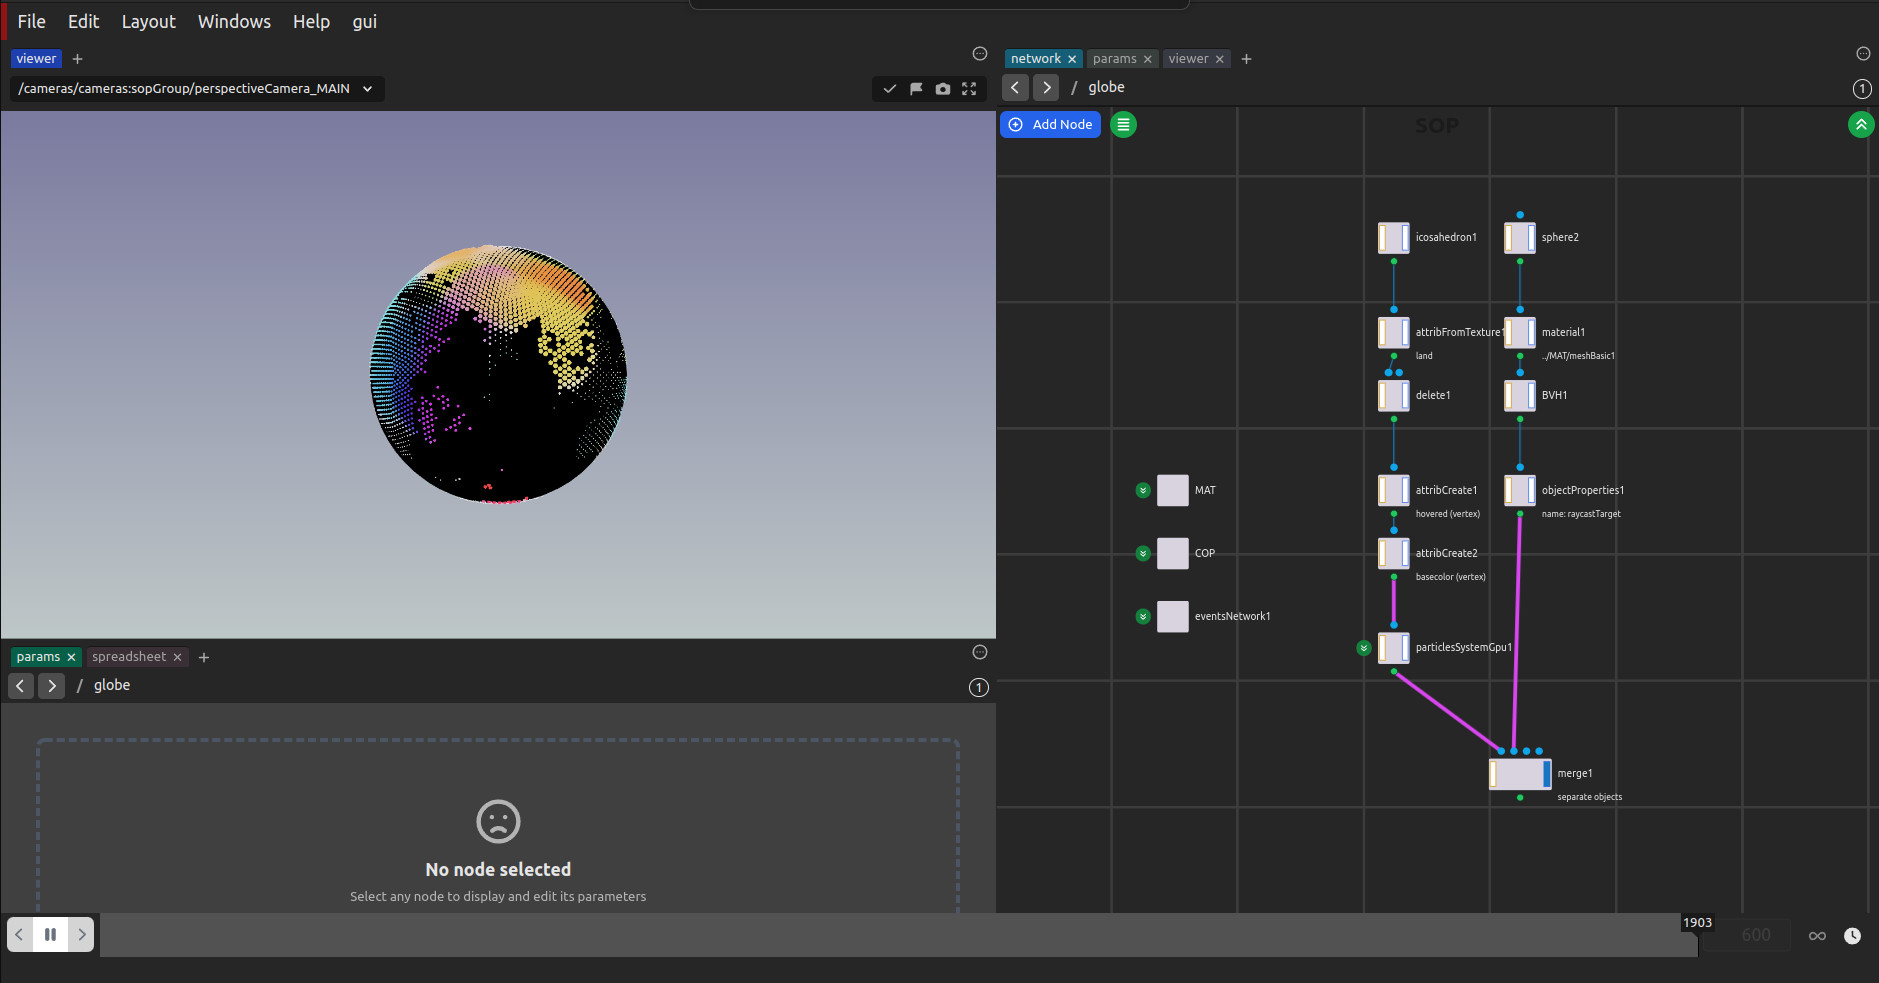 File Edit Layout Windows Help gui
viewer
/cameras/cameras:sopGroup/perspectiveCamera_MAIN
network params viewer
/ globe
1
Add Node
SOP
icosahedron1
sphere2
attribFromTexture1
land
material1
../MAT/meshBasic1
delete1
BVH1
MAT
attribCreate1
hovered (vertex)
objectProperties1
name: raycastTarget
COP
attribCreate2
basecolor (vertex)
eventsNetwork1
particlesSystemGpu1
merge1
separate objects
params spreadsheet
/ globe
1
No node selected
Select any node to display and edit its parameters
1903
600